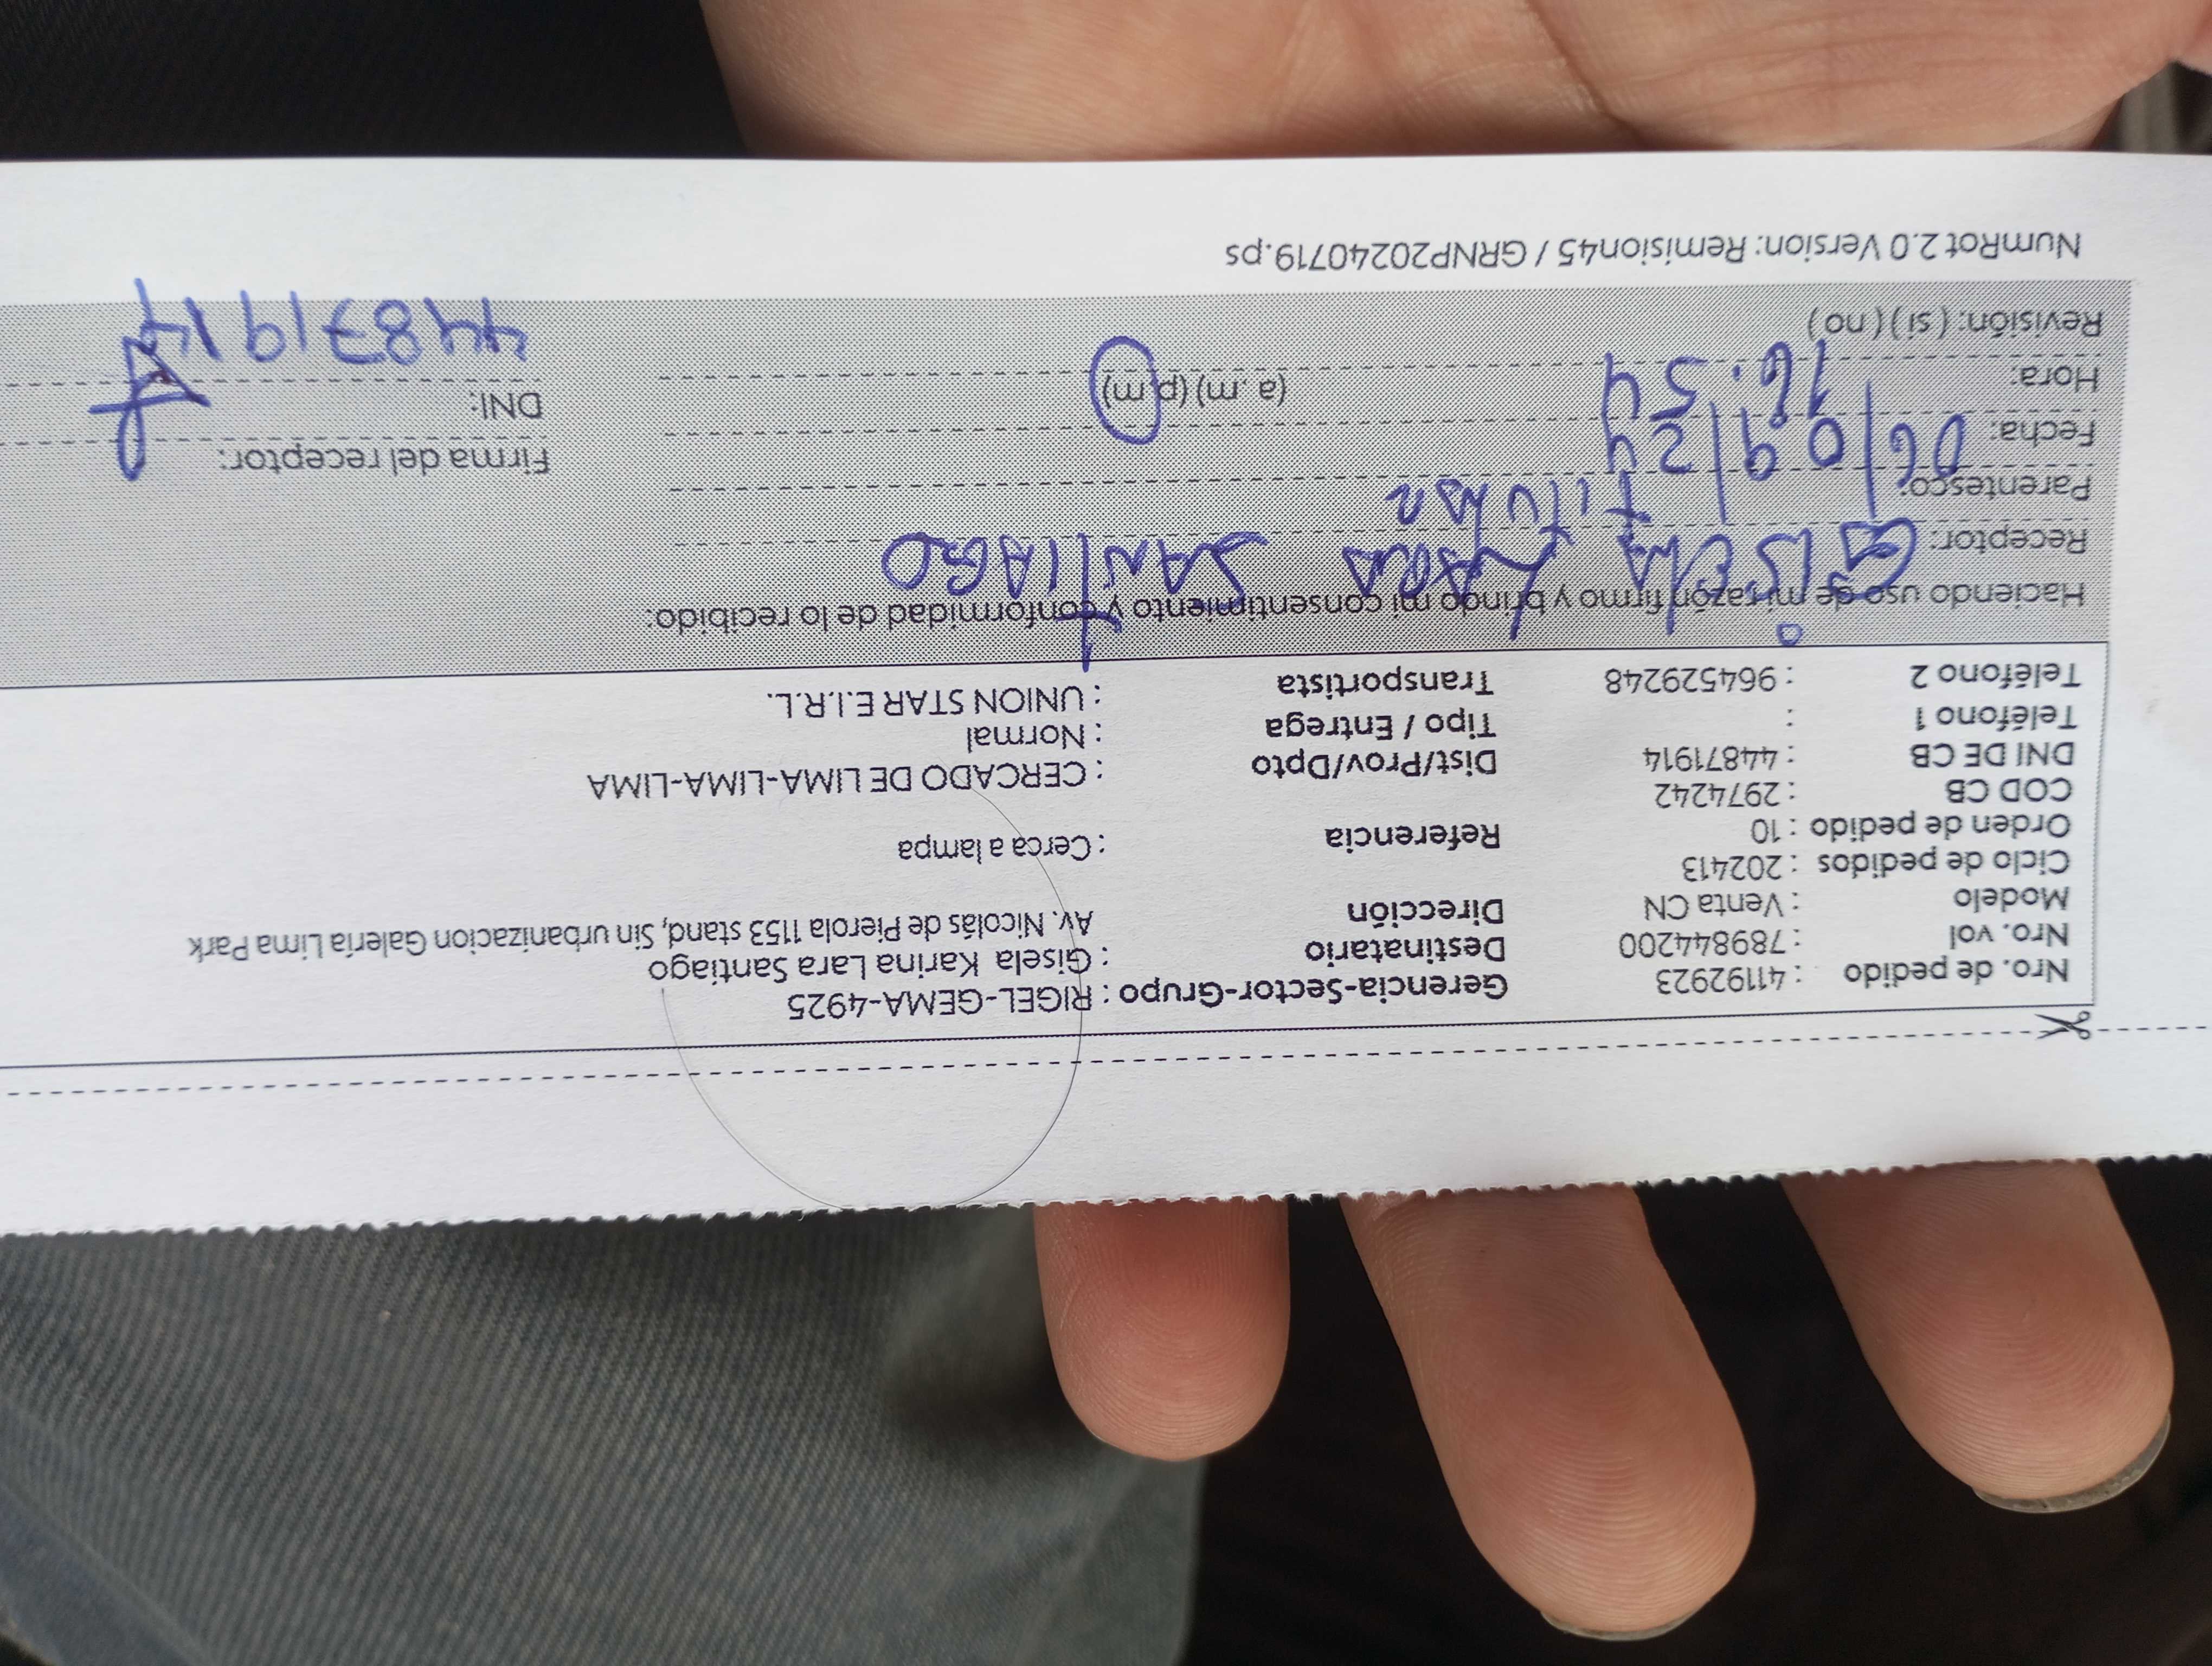 Nro. de pedido : 41192923 Gerencia-Sector-Grupo : RIGEL-GEMA-4925
Nro. vol : 789844200 Destinatario : Gisela Karina Lara Santiago
Modelo : Venta CN Dirección Av. Nicolás de Pierola 1153 stand, Sin urbanizacion Galería Lima Park
Ciclo de pedidos : 202413
Orden de pedido : 10 Referencia : Cerca a lampa
COD CB : 2974242
DNI DE CB : 44871914 Dist/Prov/Dpto : CERCADO DE LIMA-LIMA-LIMA
Teléfono 1 : Tipo / Entrega : Normal
Teléfono 2 : 964529248 Transportista : UNION STAR E.I.R.L.
Haciendo uso de mi razón firmo y brindo mi consentimiento y conformidad de lo recibido:
Receptor: GISELA LARA SANTIAGO
Parentesco: Titular
Fecha: 06/09/24 Firma del receptor:
Hora: 16:54 (a. m) (p. m) DNI: 44871914
Revisión: ( si ) ( no )
NumRot 2.0 Version: Remision45 / GRNP20240719.ps